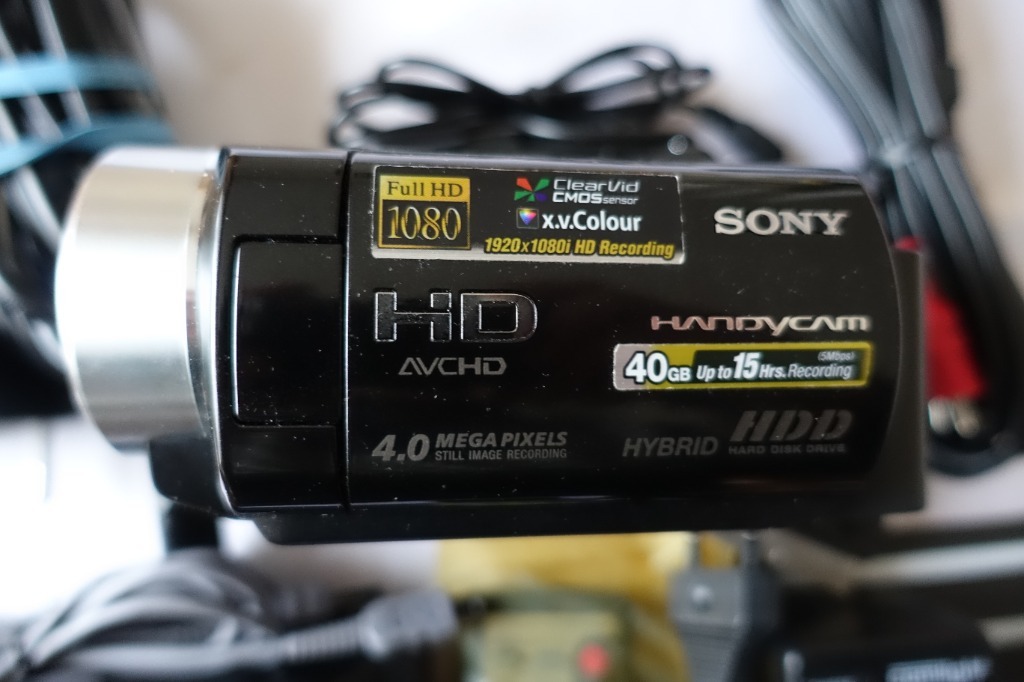 Full HD
1080
ClearVid
CMOS sensor
x.v.Colour
1920x1080i HD Recording
SONY
HD
AVCHD
HANDYCAM
40GB Up to 15 Hrs. Recording
(5Mbps)
4.0 MEGA PIXELS
STILL IMAGE RECORDING
HYBRID HDD
HARD DISK DRIVE